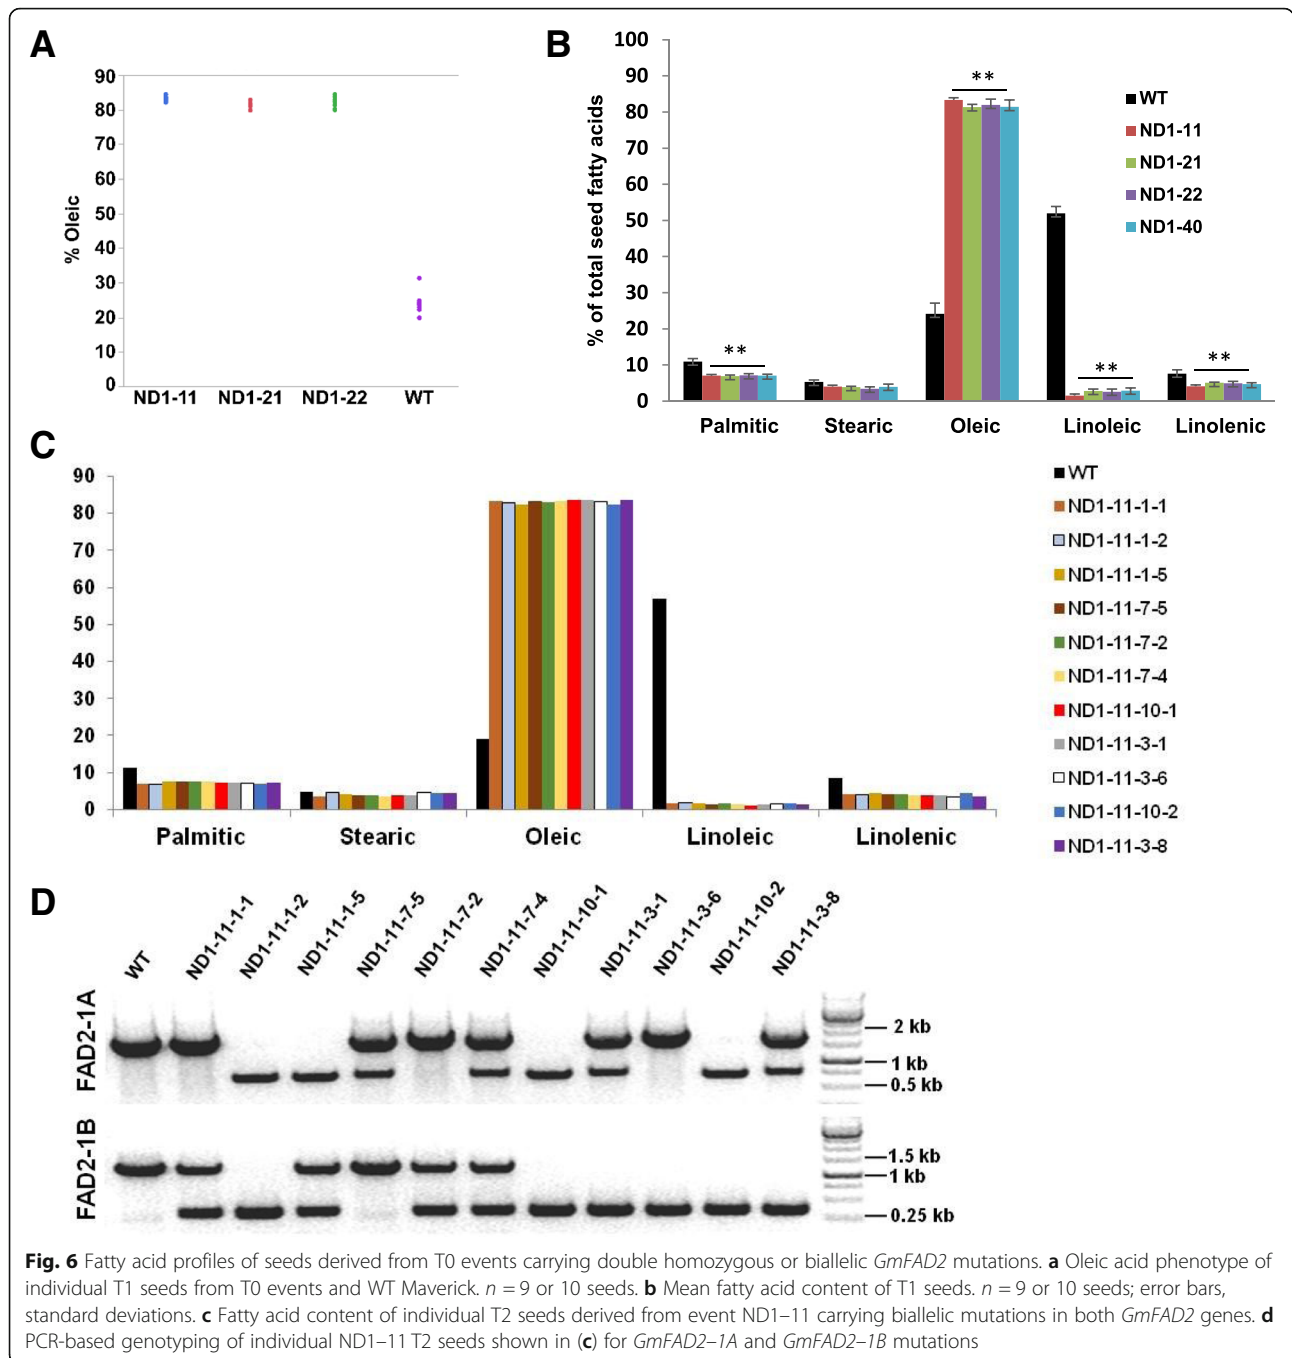 A
% Oleic
90
80
70
60
50
40
30
20
10
0
ND1-11 ND1-21 ND1-22 WT
B
% of total seed fatty acids
100
90
80
70
60
50
40
30
20
10
0
**
**
**
**
Palmitic Stearic Oleic Linoleic Linolenic
WT
ND1-11
ND1-21
ND1-22
ND1-40
C
90
80
70
60
50
40
30
20
10
0
Palmitic Stearic Oleic Linoleic Linolenic
WT
ND1-11-1-1
ND1-11-1-2
ND1-11-1-5
ND1-11-7-5
ND1-11-7-2
ND1-11-7-4
ND1-11-10-1
ND1-11-3-1
ND1-11-3-6
ND1-11-10-2
ND1-11-3-8
D
WT ND1-11-1-1 ND1-11-1-2 ND1-11-1-5 ND1-11-7-5 ND1-11-7-2 ND1-11-7-4 ND1-11-10-1 ND1-11-3-1 ND1-11-3-6 ND1-11-10-2 ND1-11-3-8
FAD2-1A
2 kb
1 kb
0.5 kb
FAD2-1B
1.5 kb
1 kb
0.25 kb
Fig. 6 Fatty acid profiles of seeds derived from T0 events carrying double homozygous or biallelic GmFAD2 mutations. a Oleic acid phenotype of
individual T1 seeds from T0 events and WT Maverick. n = 9 or 10 seeds. b Mean fatty acid content of T1 seeds. n = 9 or 10 seeds; error bars,
standard deviations. c Fatty acid content of individual T2 seeds derived from event ND1–11 carrying biallelic mutations in both GmFAD2 genes. d
PCR-based genotyping of individual ND1–11 T2 seeds shown in (c) for GmFAD2–1A and GmFAD2–1B mutations